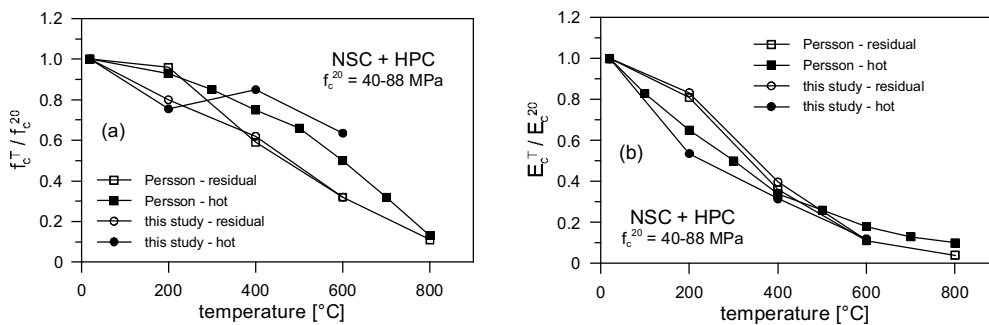 1.2
1.0
0.8
0.6
0.4
0.2
0
f_c^T / f_c^20
NSC + HPC
f_c^20 = 40-88 MPa
(a)
Persson - residual
Persson - hot
this study - residual
this study - hot
0 200 400 600 800
temperature [°C]
1.2
1.0
0.8
0.6
0.4
0.2
0
E_c^T / E_c^20
Persson - residual
Persson - hot
this study - residual
this study - hot
(b)
NSC + HPC
f_c^20 = 40-88 MPa
0 200 400 600 800
temperature [°C]